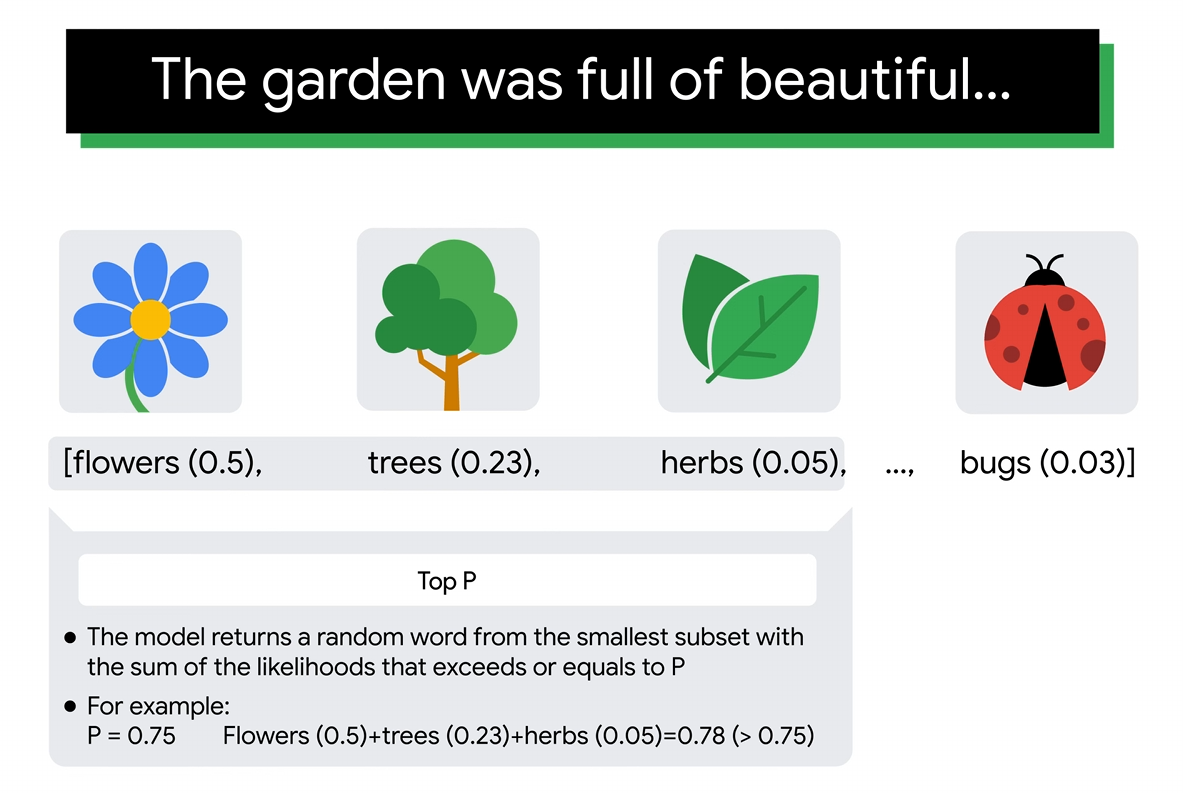 The garden was full of beautiful...
[flowers (0.5), trees (0.23), herbs (0.05), ..., bugs (0.03)]
Top P
● The model returns a random word from the smallest subset with
the sum of the likelihoods that exceeds or equals to P
● For example:
P = 0.75 Flowers (0.5)+trees (0.23)+herbs (0.05)=0.78 (> 0.75)